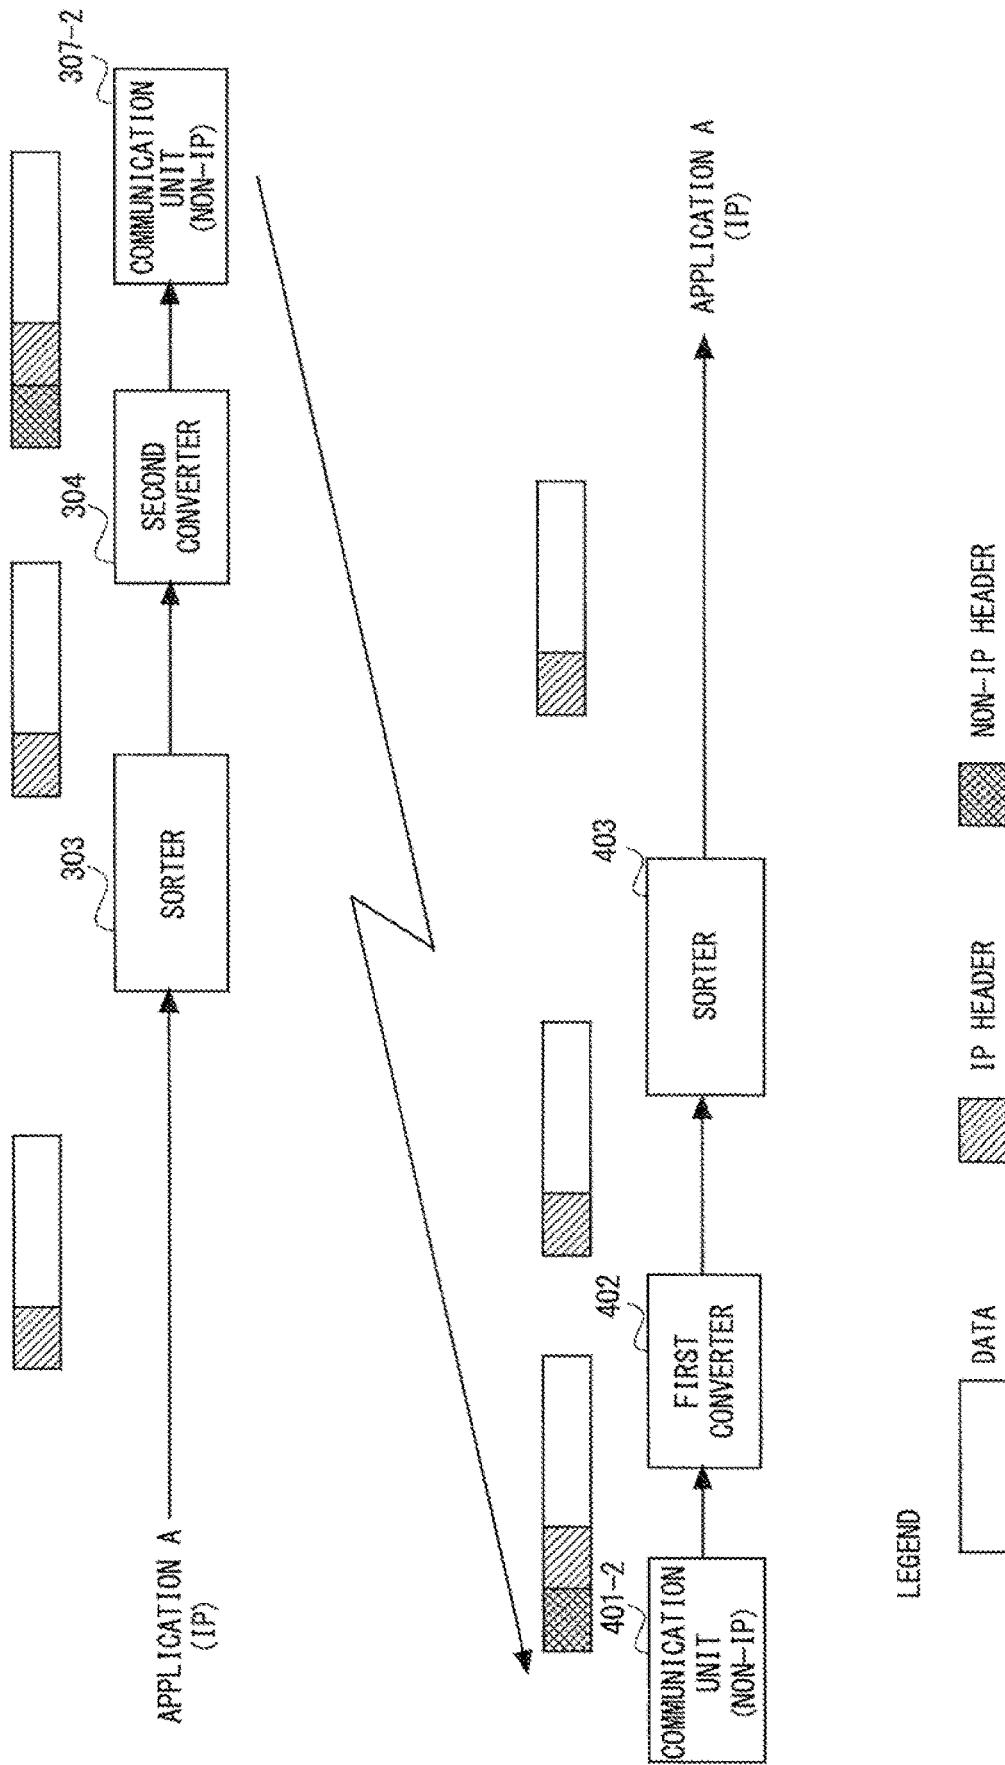 APPLICATION A
(IP)
303
SORTER
304
SECOND
CONVERTER
307-2
COMMUNICATION
UNIT
(NON-IP)
401-2
COMMUNICATION
UNIT
(NON-IP)
402
FIRST
CONVERTER
403
SORTER
APPLICATION A
(IP)
LEGEND
DATA
IP HEADER
NON-IP HEADER